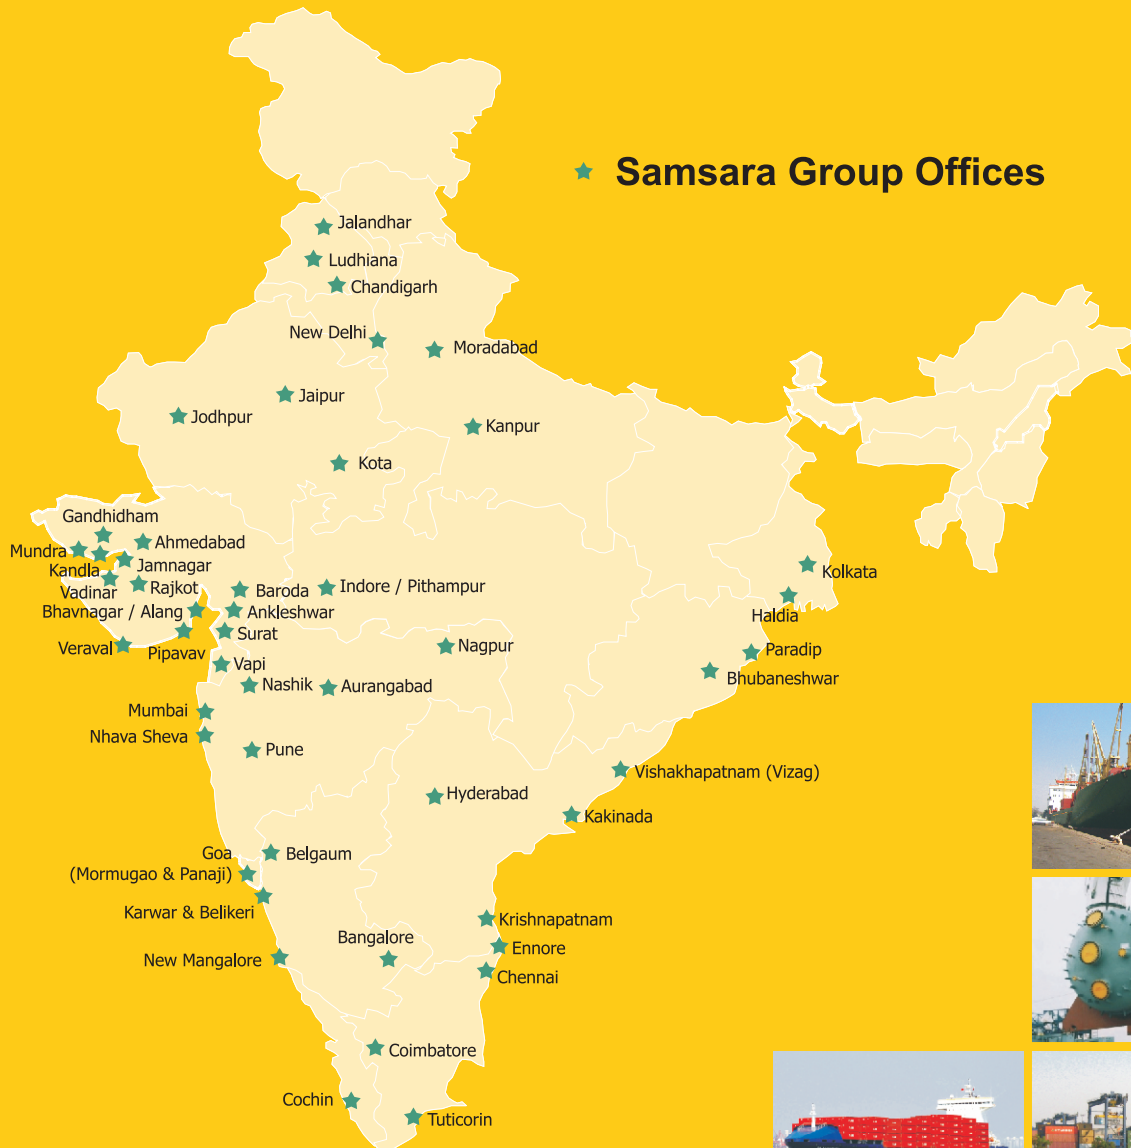 Samsara Group Offices
Jalandhar
Ludhiana
Chandigarh
New Delhi
Moradabad
Jaipur
Jodhpur
Kanpur
Kota
Gandhidham
Ahmedabad
Mundra
Jamnagar
Kandla
Vadinar
Rajkot
Baroda
Indore / Pithampur
Bhavnagar / Alang
Ankleshwar
Surat
Veraval
Pipavav
Vapi
Nagpur
Nashik
Aurangabad
Kolkata
Haldia
Paradip
Bhubaneshwar
Mumbai
Nhava Sheva
Pune
Vishakhapatnam (Vizag)
Hyderabad
Kakinada
Goa
(Mormugao & Panaji)
Belgaum
Karwar & Belikeri
Krishnapatnam
Bangalore
Ennore
New Mangalore
Chennai
Coimbatore
Cochin
Tuticorin